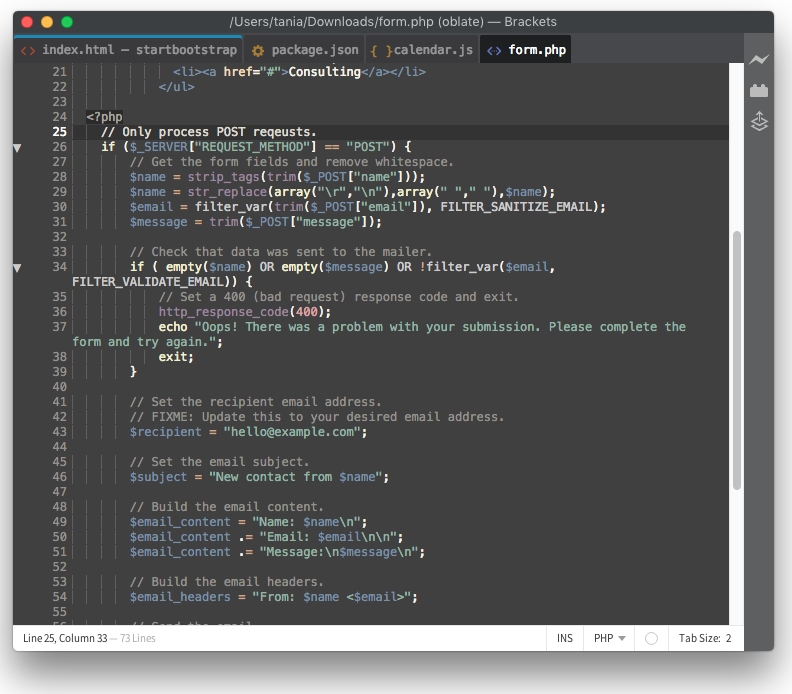 /Users/tania/Downloads/form.php (oblate) — Brackets
<> index.html — startbootstrap package.json { }calendar.js <> form.php
21 <li><a href="#">Consulting</a></li>
22 </ul>
23
24 <?php
25 // Only process POST reqeusts.
26 if ($_SERVER["REQUEST_METHOD"] == "POST") {
27 // Get the form fields and remove whitespace.
28 $name = strip_tags(trim($_POST["name"]));
29 $name = str_replace(array("\r","\n"),array(" "," "),$name);
30 $email = filter_var(trim($_POST["email"]), FILTER_SANITIZE_EMAIL);
31 $message = trim($_POST["message"]);
32
33 // Check that data was sent to the mailer.
34 if ( empty($name) OR empty($message) OR !filter_var($email,
FILTER_VALIDATE_EMAIL)) {
35 // Set a 400 (bad request) response code and exit.
36 http_response_code(400);
37 echo "Oops! There was a problem with your submission. Please complete the
form and try again.";
38 exit;
39 }
40
41 // Set the recipient email address.
42 // FIXME: Update this to your desired email address.
43 $recipient = "hello@example.com";
44
45 // Set the email subject.
46 $subject = "New contact from $name";
47
48 // Build the email content.
49 $email_content = "Name: $name\n";
50 $email_content .= "Email: $email\n\n";
51 $email_content .= "Message:\n$message\n";
52
53 // Build the email headers.
54 $email_headers = "From: $name <$email>";
55
56 // Send the email.
Line 25, Column 33 — 73 Lines INS PHP Tab Size: 2